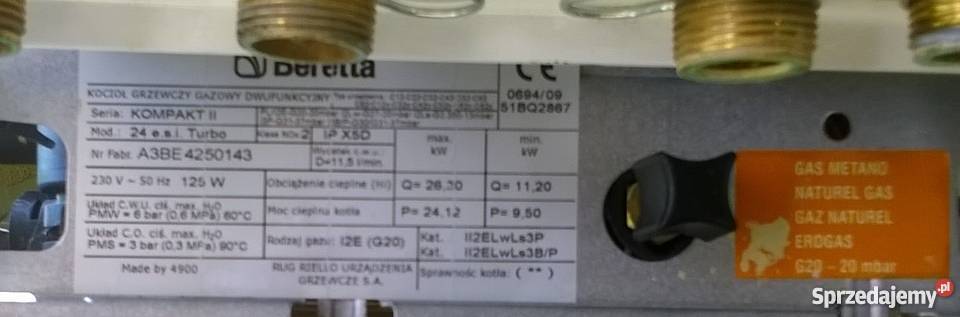 Beretta
CE
0694/09
51BQ2867
KOCIOŁ GRZEWCZY GAZOWY DWUFUNKCYJNY
Seria: KOMPAKT II
Mod.: 24 e.s.i. Turbo
Klasa NOx 2
IP X5D
max.
kW
min.
kW
Nr Fabr. A3BE4250143
D=11,5 l/min.
230 V ~ 50 Hz 125 W
Obciążenie cieplne (Hi)
Q= 26,30
Q= 11,20
Układ C.W.U. ciś. max. H₂O
PMW = 6 bar (0,6 MPa) 60°C
Moc cieplna kotła
P= 24,12
P= 9,50
Układ C.O. ciś. max. H₂O
PMS = 3 bar (0,3 MPa) 90°C
Rodzaj gazu: I2E (G20)
Kat. II2ELwLs3P
Kat. II2ELwLs3B/P
Made by 4900
RUG RIELLO URZĄDZENIA
GRZEWCZE S.A.
Sprawność kotła: ( ** )
GAS METANO
NATUREL GAS
GAZ NATUREL
ERDGAS
G20 - 20 mbar
Sprzedajemy.pl